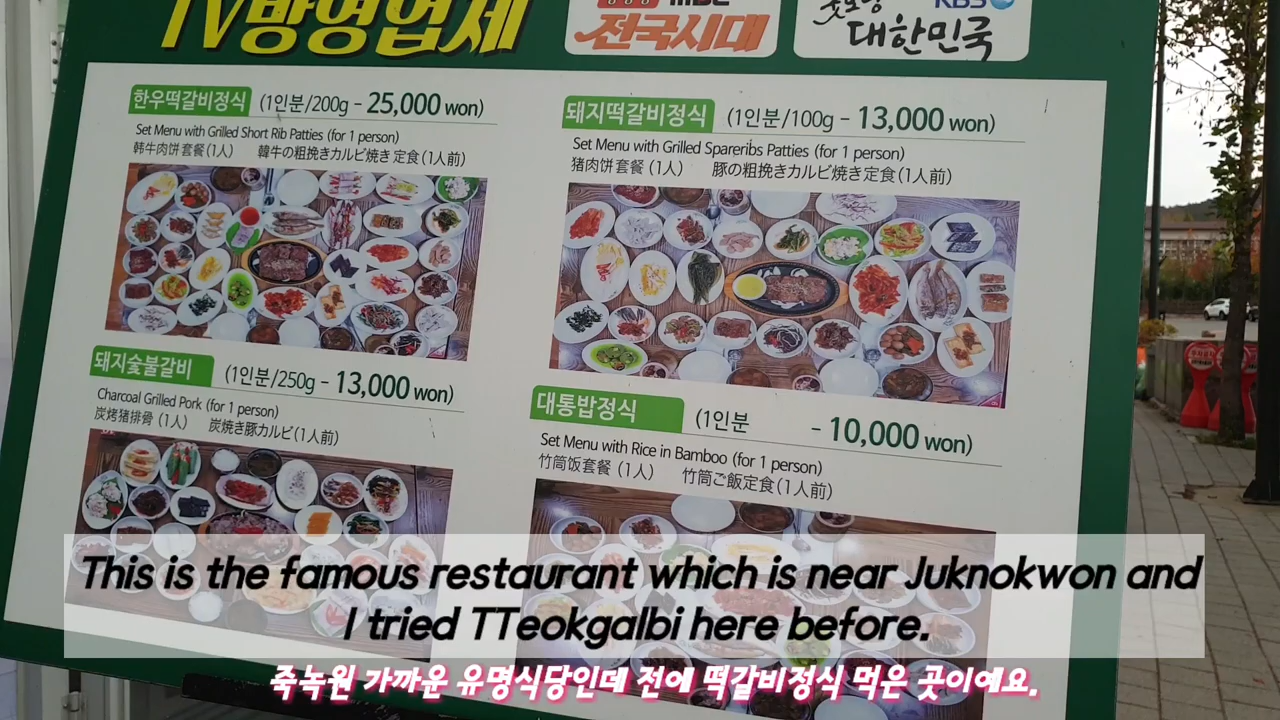 TV방영업체
전국시대
KBS
대한민국
한우떡갈비정식 (1인분/200g - 25,000 won)
Set Menu with Grilled Short Rib Patties (for 1 person)
韩牛肉饼套餐 (1人) 韓牛の粗挽きカルビ焼き定食 (1人前)
돼지떡갈비정식 (1인분/100g - 13,000 won)
Set Menu with Grilled Spareribs Patties (for 1 person)
猪肉饼套餐 (1人) 豚の粗挽きカルビ焼き定食 (1人前)
돼지숯불갈비 (1인분/250g - 13,000 won)
Charcoal Grilled Pork (for 1 person)
炭烤猪排骨 (1人) 炭焼き豚カルビ (1人前)
대통밥정식 (1인분 - 10,000 won)
Set Menu with Rice in Bamboo (for 1 person)
竹筒饭套餐 (1人) 竹筒ご飯定食 (1人前)
This is the famous restaurant which is near Juknokwon and
I tried TTeokgalbi here before.
죽녹원 가까운 유명식당인데 전에 떡갈비정식 먹은 곳이예요.